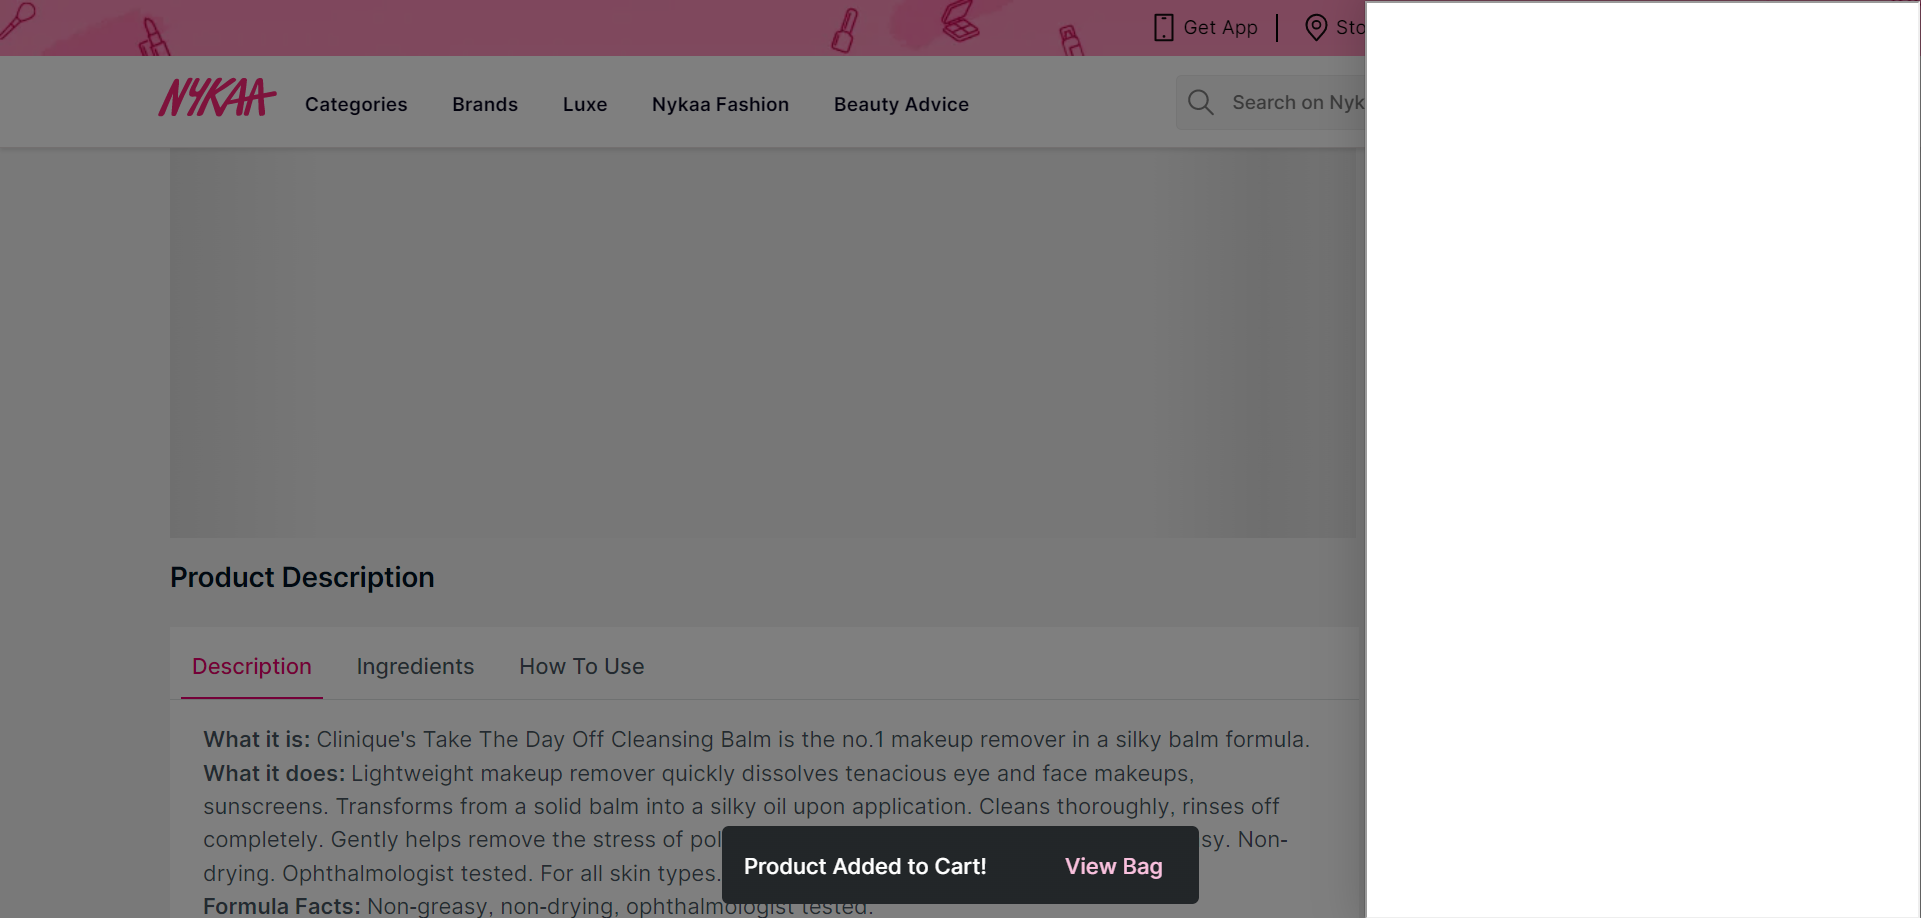 Get App
Sto
NYKAA
Categories
Brands
Luxe
Nykaa Fashion
Beauty Advice
Search on Nyk
Product Description
Description
Ingredients
How To Use
What it is: Clinique's Take The Day Off Cleansing Balm is the no.1 makeup remover in a silky balm formula.
What it does: Lightweight makeup remover quickly dissolves tenacious eye and face makeups,
sunscreens. Transforms from a solid balm into a silky oil upon application. Cleans thoroughly, rinses off
completely. Gently helps remove the stress of pol sy. Non-
drying. Ophthalmologist tested. For all skin types.
Formula Facts: Non-greasy, non-drying, ophthalmologist tested.
Product Added to Cart!
View Bag